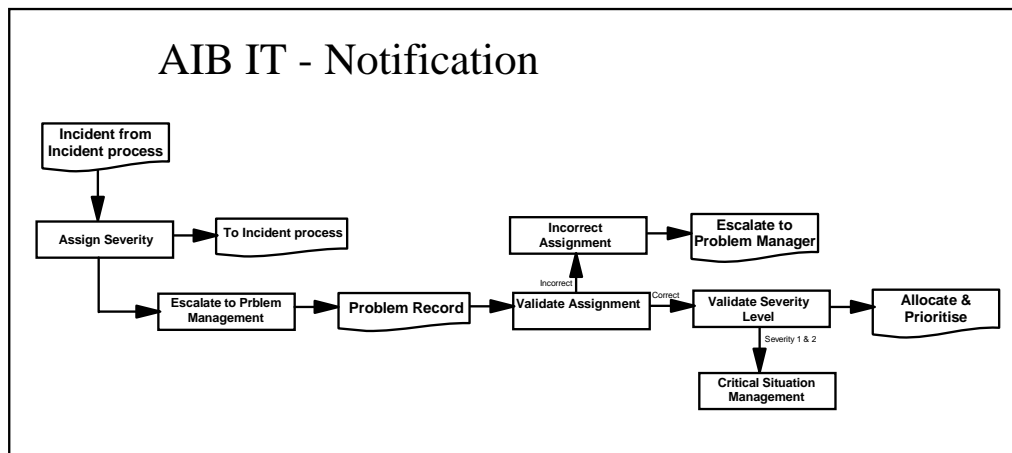 AIB IT - Notification
Incident from
Incident process
Assign Severity
To Incident process
Incorrect
Assignment
Escalate to
Problem Manager
Incorrect
Escalate to Prblem
Management
Problem Record
Validate Assignment
Correct
Validate Severity
Level
Allocate &
Prioritise
Severity 1 & 2
Critical Situation
Management